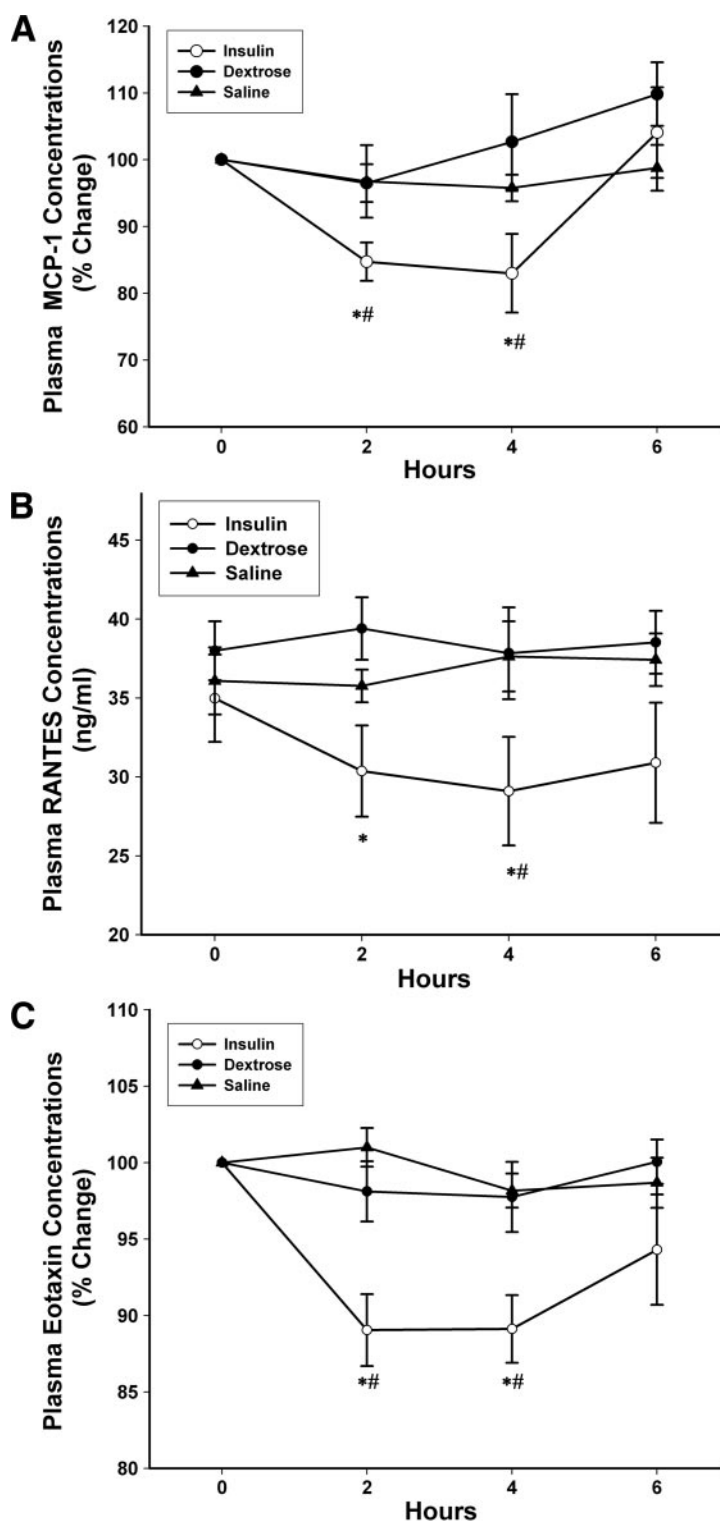 A
Plasma MCP-1 Concentrations
(% Change)
120
110
100
90
80
70
60
Insulin
Dextrose
Saline
*#
*#
0
2
4
6
Hours
B
Plasma RANTES Concentrations
(ng/ml)
45
40
35
30
25
20
Insulin
Dextrose
Saline
*
*#
0
2
4
6
Hours
C
Plasma Eotaxin Concentrations
(% Change)
110
105
100
95
90
85
80
Insulin
Dextrose
Saline
*#
*#
0
2
4
6
Hours